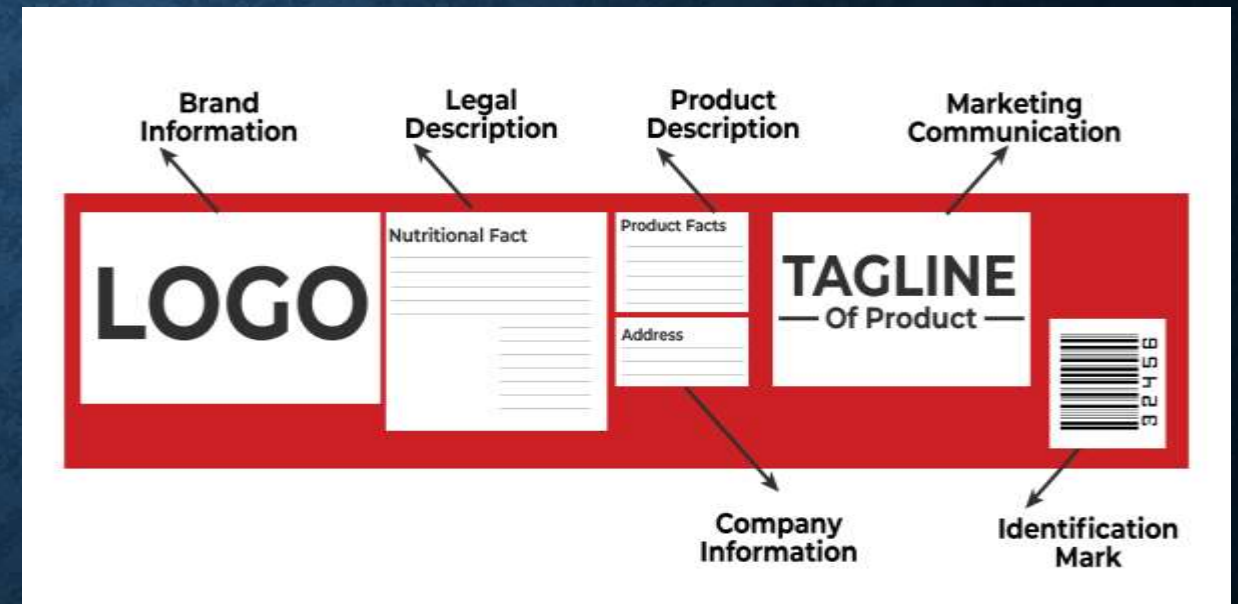 Brand
Information
Legal
Description
Product
Description
Marketing
Communication
LOGO
Nutritional Fact
Product Facts
Address
TAGLINE
Of Product
32456
Company
Information
Identification
Mark